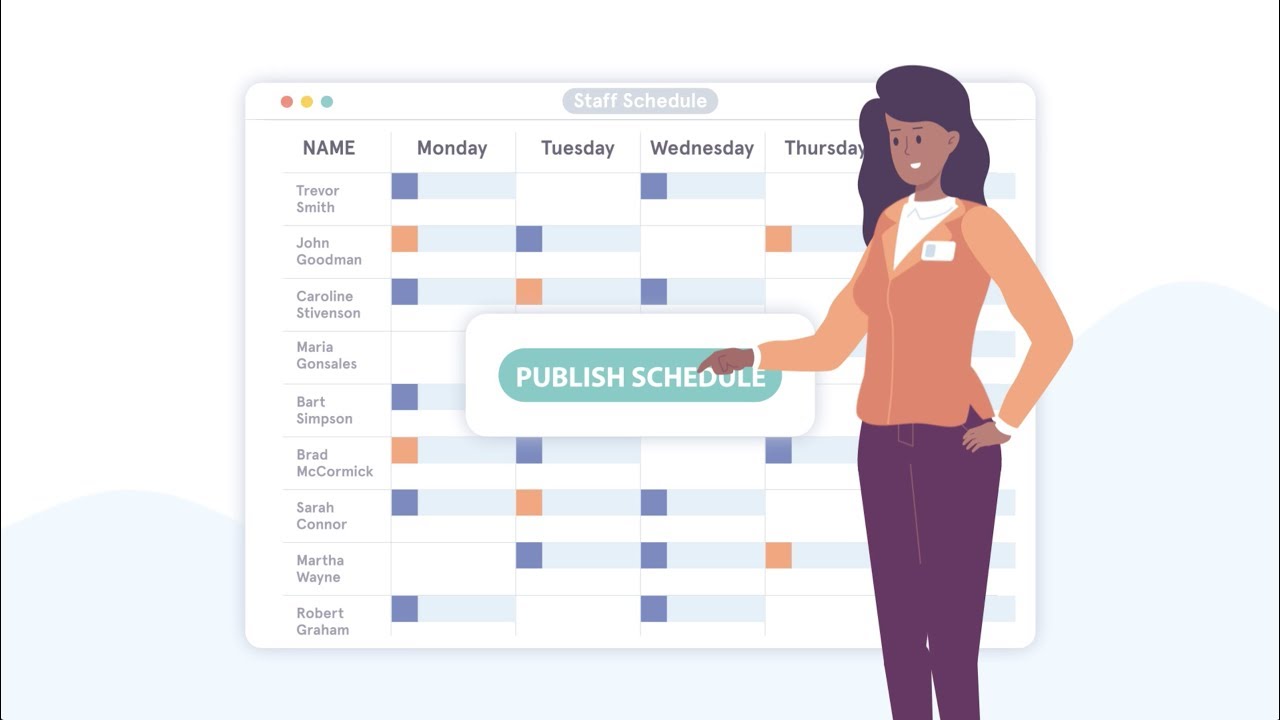 Staff Schedule
NAME Monday Tuesday Wednesday Thursday
Trevor
Smith
John
Goodman
Caroline
Stivenson
Maria
Gonsales
PUBLISH SCHEDULE
Bart
Simpson
Brad
McCormick
Sarah
Connor
Martha
Wayne
Robert
Graham